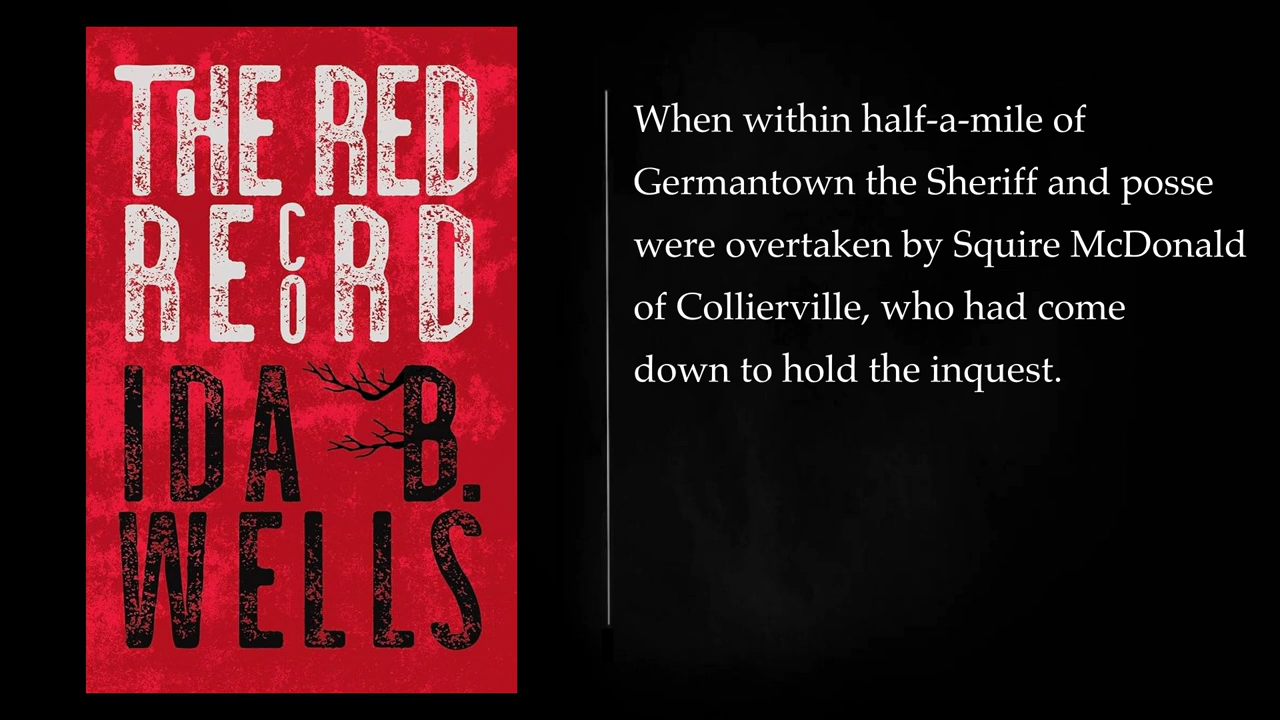 THE RED
RECORD
IDA B.
WELLS
When within half-a-mile of
Germantown the Sheriff and posse
were overtaken by Squire McDonald
of Collierville, who had come
down to hold the inquest.